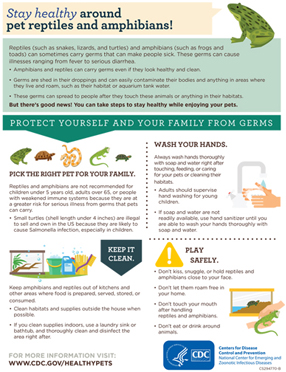 Stay healthy around
pet reptiles and amphibians!
Reptiles (such as snakes, lizards, and turtles) and amphibians (such as frogs and
toads) can sometimes carry germs that can make people sick. These germs can cause
illnesses ranging from fever to serious diarrhea.
• Amphibians and reptiles can carry germs even if they look healthy and clean.
• Germs are shed in their droppings and can easily contaminate their bodies and anything in areas where
they live and roam; such as their habitat or aquarium tank water.
• These germs can spread to people after they touch these animals or anything in their habitats.
But there's good news! You can take steps to stay healthy while enjoying your pets.
PROTECT YOURSELF AND YOUR FAMILY FROM GERMS
PICK THE RIGHT PET FOR YOUR FAMILY.
Reptiles and amphibians are not recommended for
children under 5 years old, adults over 65, or people
with weakened immune systems because they are at
a greater risk for serious illness from germs that pets
can carry.
• Small turtles (shell length under 4 inches) are illegal
to sell and own in the US because they are likely to
cause Salmonella infection, especially in children.
WASH YOUR HANDS.
Always wash hands thoroughly
with soap and water right after
touching, feeding, or caring
for your pets or cleaning their
habitats.
• Adults should supervise
hand washing for young
children.
• If soap and water are not
readily available, use hand sanitizer until you
are able to wash your hands thoroughly with
soap and water.
KEEP IT
CLEAN.
Keep amphibians and reptiles out of kitchens and
other areas where food is prepared, served, stored, or
consumed.
• Clean habitats and supplies outside the house when
possible.
• If you clean supplies indoors, use a laundry sink or
bathtub, and thoroughly clean and disinfect the
area right after.
PLAY
SAFELY.
• Don't kiss, snuggle, or hold reptiles and
amphibians close to your face.
• Don't let them roam free in
your home.
• Don't touch your mouth
after handling
reptiles and amphibians.
• Don't eat or drink around
animals.
FOR MORE INFORMATION VISIT:
WWW.CDC.GOV/HEALTHYPETS
CDC
Centers for Disease
Control and Prevention
National Center for Emerging and
Zoonotic Infectious Diseases